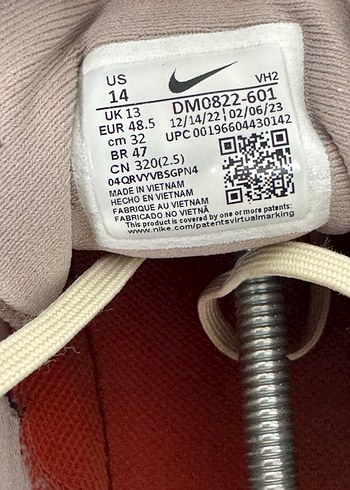 US
14
VH2
UK 13
DM0822-601
EUR 48.5
12/14/22 02/06/23
cm 32
UPC 00196604430142
BR 47
CN 320(2.5)
04QRVYVBSGPN4
MADE IN VIETNAM
HECHO EN VIETNAM
FABRIQUE AU VIETNAM
FABRICADO NO VIETNÃ
This product is covered by one or more patents:
www.nike.com/patentsvirtualmarking